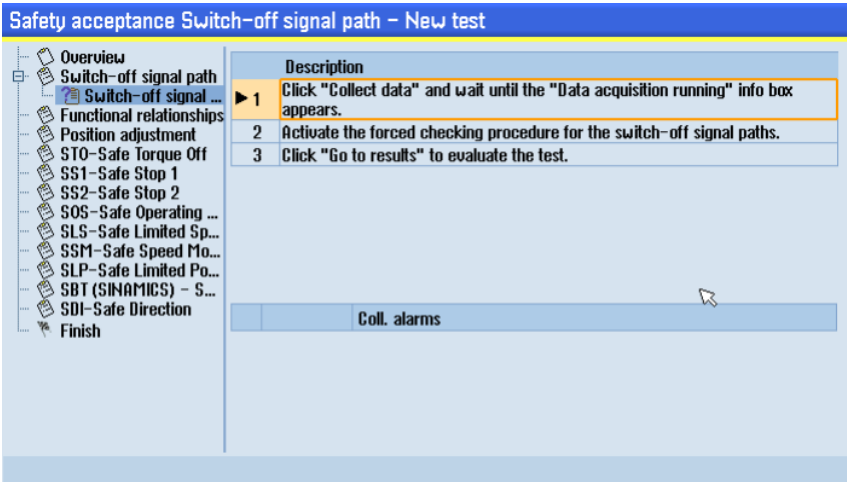 Safety acceptance Switch-off signal path - New test
Overview
Switch-off signal path
Switch-off signal ...
Functional relationships
Position adjustment
STO-Safe Torque Off
SS1-Safe Stop 1
SS2-Safe Stop 2
SOS-Safe Operating ...
SLS-Safe Limited Sp...
SSM-Safe Speed Mo...
SLP-Safe Limited Po...
SBT (SINAMICS) - S...
SDI-Safe Direction
Finish
Description
1 Click "Collect data" and wait until the "Data acquisition running" info box
appears.
2 Activate the forced checking procedure for the switch-off signal paths.
3 Click "Go to results" to evaluate the test.
Coll. alarms